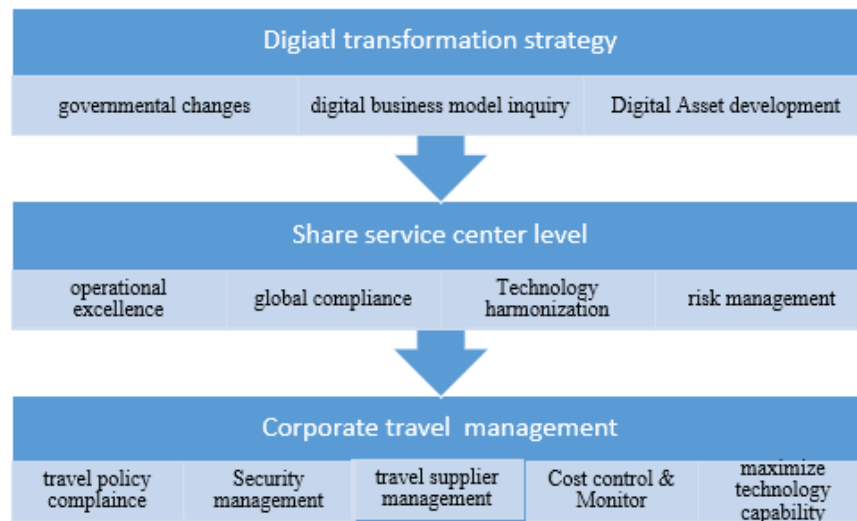 Digiatl transformation strategy
governmental changes
digital business model inquiry
Digital Asset development
Share service center level
operational
excellence
global compliance
Technology
harmonization
risk management
Corporate travel management
travel policy
complaince
Security
management
travel supplier
management
Cost control &
Monitor
maximize
technology
capability